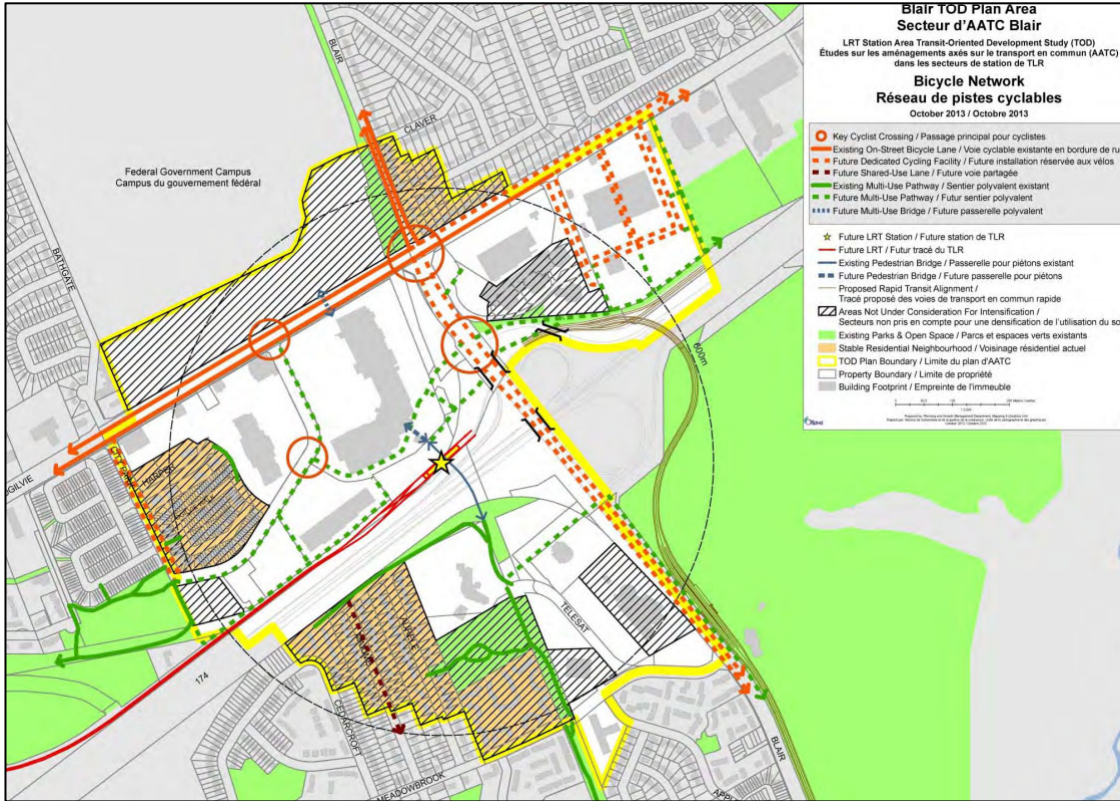 Blair TOD Plan Area
Secteur d'AATC Blair
LRT Station Area Transit-Oriented Development Study (TOD)
Études sur les aménagements axés sur le transport en commun (AATC)
dans les secteurs de station de TLR
Bicycle Network
Réseau de pistes cyclables
October 2013 / Octobre 2013
Key Cyclist Crossing / Passage principal pour cyclistes
Existing On-Street Bicycle Lane / Voie cyclable existante en bordure de ru
Future Dedicated Cycling Facility / Future installation réservée aux vélos
Future Shared-Use Lane / Future voie partagée
Existing Multi-Use Pathway / Sentier polyvalent existant
Future Multi-Use Pathway / Futur sentier polyvalent
Future Multi-Use Bridge / Future passerelle polyvalent
Future LRT Station / Future station de TLR
Future LRT / Futur tracé du TLR
Existing Pedestrian Bridge / Passerelle pour piétons existant
Future Pedestrian Bridge / Future passerelle pour piétons
Proposed Rapid Transit Alignment /
Tracé proposé des voies de transport en commun rapide
Areas Not Under Consideration For Intensification /
Secteurs non pris en compte pour une densification de l'utilisation du so
Existing Parks & Open Space / Parcs et espaces verts existants
Stable Residential Neighbourhood / Voisinage résidentiel actuel
TOD Plan Boundary / Limite du plan d'AATC
Property Boundary / Limite de propriété
Building Footprint / Empreinte de l'immeuble
BLAIR
CLAVER
Federal Government Campus
Campus du gouvernement fédéral
BATHGATE
600m
OGILVIE
HARPER
TELESAT
174
CEDARCROFT
MEADOWBROOK
BLAIR